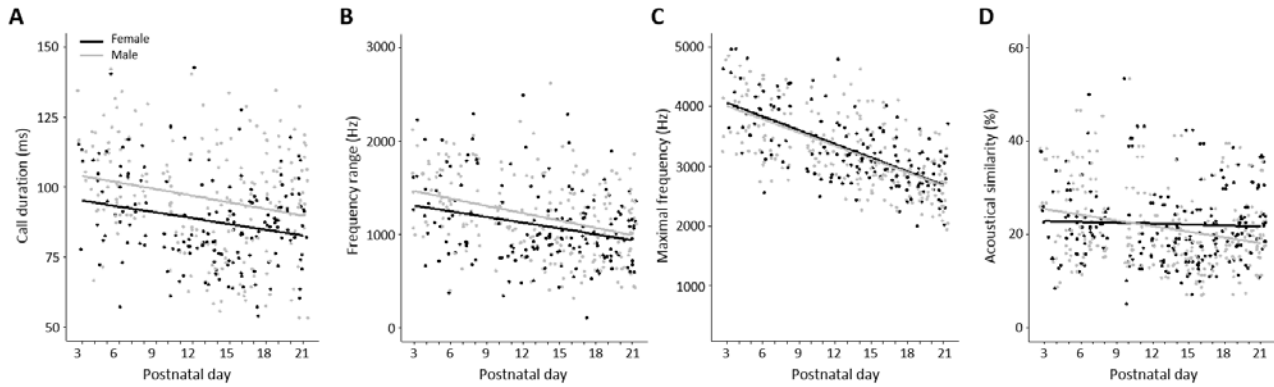 A
B
C
D
Female
Male
150
125
100
75
50
Call duration (ms)
3 6 9 12 15 18 21
Postnatal day
3000
2000
1000
0
Frequency range (Hz)
3 6 9 12 15 18 21
Postnatal day
5000
4000
3000
2000
1000
Maximal frequency (Hz)
3 6 9 12 15 18 21
Postnatal day
60
40
20
0
Acoustical similarity (%)
3 6 9 12 15 18 21
Postnatal day